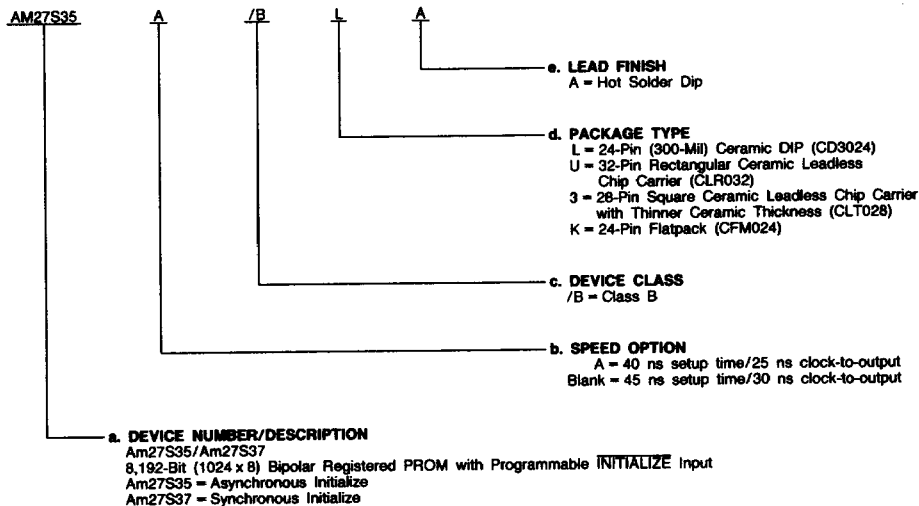 AM27S35 A /B L A
e. LEAD FINISH
A = Hot Solder Dip
d. PACKAGE TYPE
L = 24-Pin (300-Mil) Ceramic DIP (CD3024)
U = 32-Pin Rectangular Ceramic Leadless
Chip Carrier (CLR032)
3 = 28-Pin Square Ceramic Leadless Chip Carrier
with Thinner Ceramic Thickness (CLT028)
K = 24-Pin Flatpack (CFM024)
c. DEVICE CLASS
/B = Class B
b. SPEED OPTION
A = 40 ns setup time/25 ns clock-to-output
Blank = 45 ns setup time/30 ns clock-to-output
a. DEVICE NUMBER/DESCRIPTION
Am27S35/Am27S37
8,192-Bit (1024 x 8) Bipolar Registered PROM with Programmable INITIALIZE Input
Am27S35 = Asynchronous Initialize
Am27S37 = Synchronous Initialize